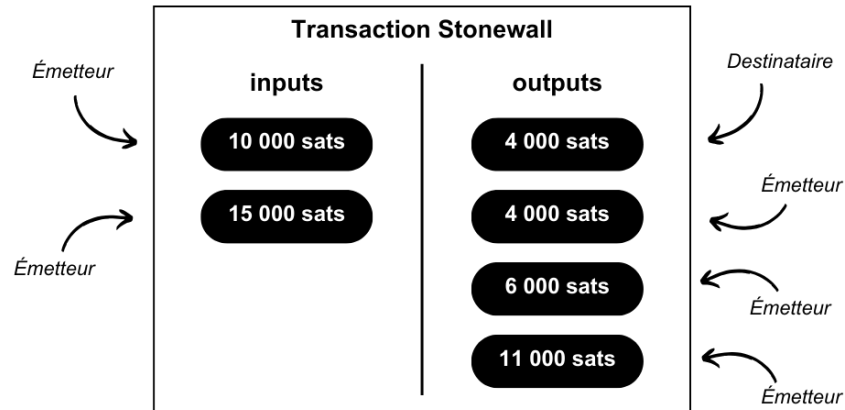 Transaction Stonewall
Émetteur
Destinataire
inputs
outputs
10 000 sats
4 000 sats
Émetteur
15 000 sats
4 000 sats
Émetteur
6 000 sats
Émetteur
11 000 sats
Émetteur